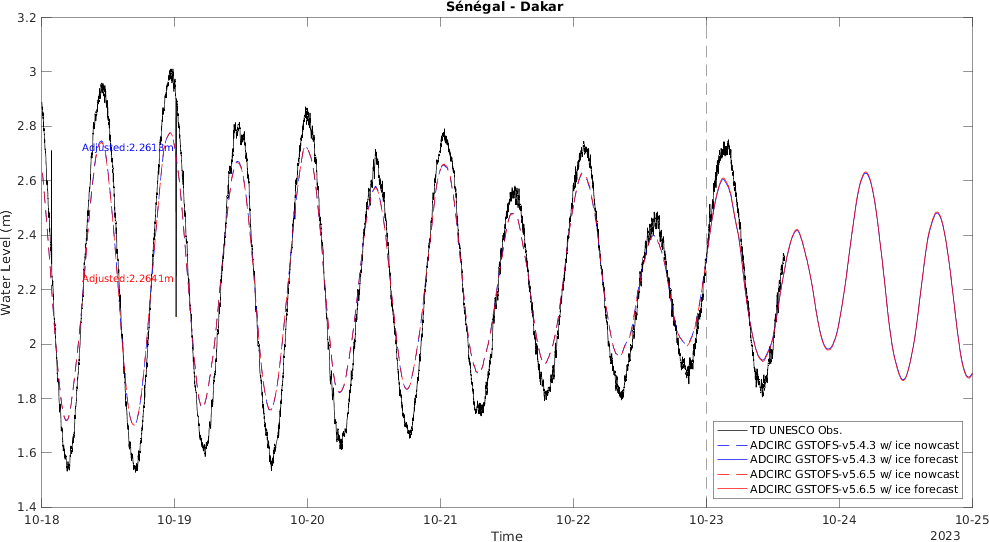 Sénégal - Dakar
3.2
3
2.8
2.6
2.4
2.2
2
1.8
1.6
1.4
Water Level (m)
Adjusted:2.2613m
Adjusted:2.2641m
TD UNESCO Obs.
ADCIRC GSTOFS-v5.4.3 w/ ice nowcast
ADCIRC GSTOFS-v5.4.3 w/ ice forecast
ADCIRC GSTOFS-v5.6.5 w/ ice nowcast
ADCIRC GSTOFS-v5.6.5 w/ ice forecast
10-18 10-19 10-20 10-21 10-22 10-23 10-24 10-25
Time
2023